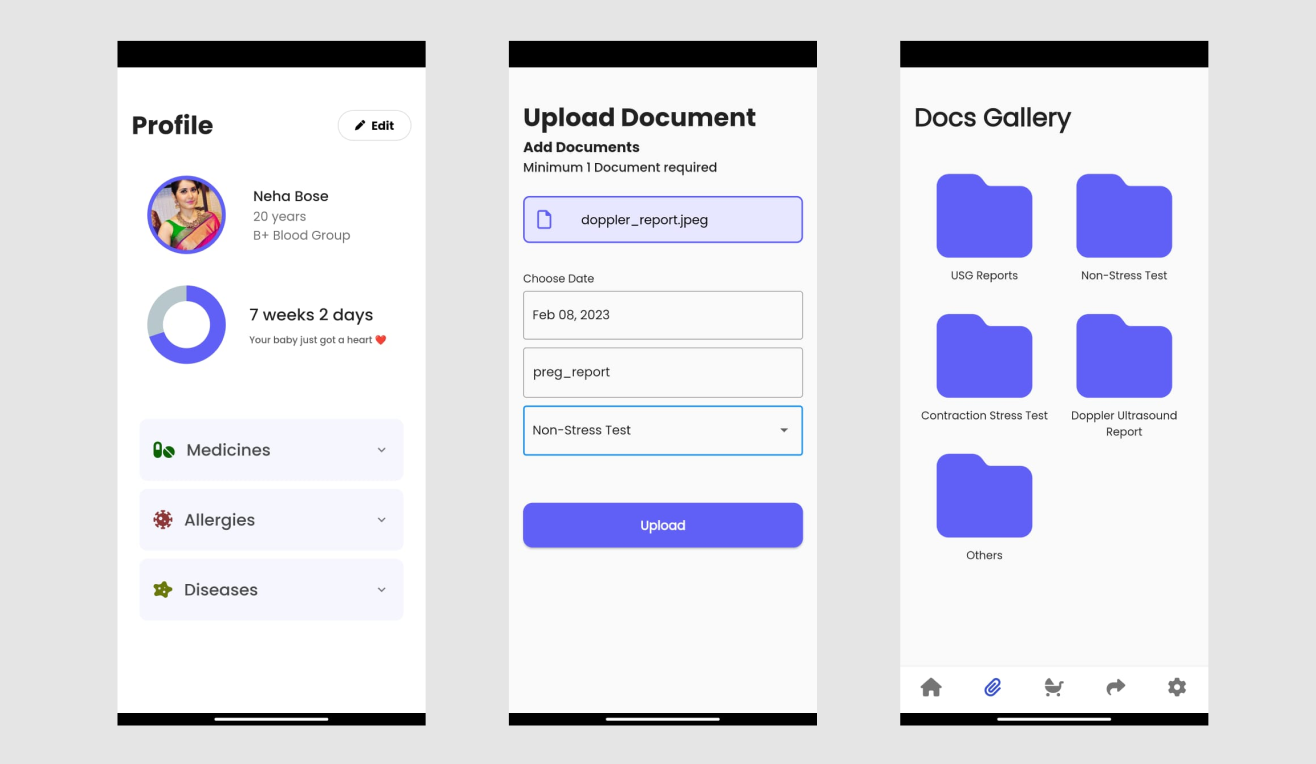 Profile
Edit
Neha Bose
20 years
B+ Blood Group
7 weeks 2 days
Your baby just got a heart ❤️
Medicines
Allergies
Diseases
Upload Document
Add Documents
Minimum 1 Document required
doppler_report.jpeg
Choose Date
Feb 08, 2023
preg_report
Non-Stress Test
Upload
Docs Gallery
USG Reports
Non-Stress Test
Contraction Stress Test
Doppler Ultrasound
Report
Others